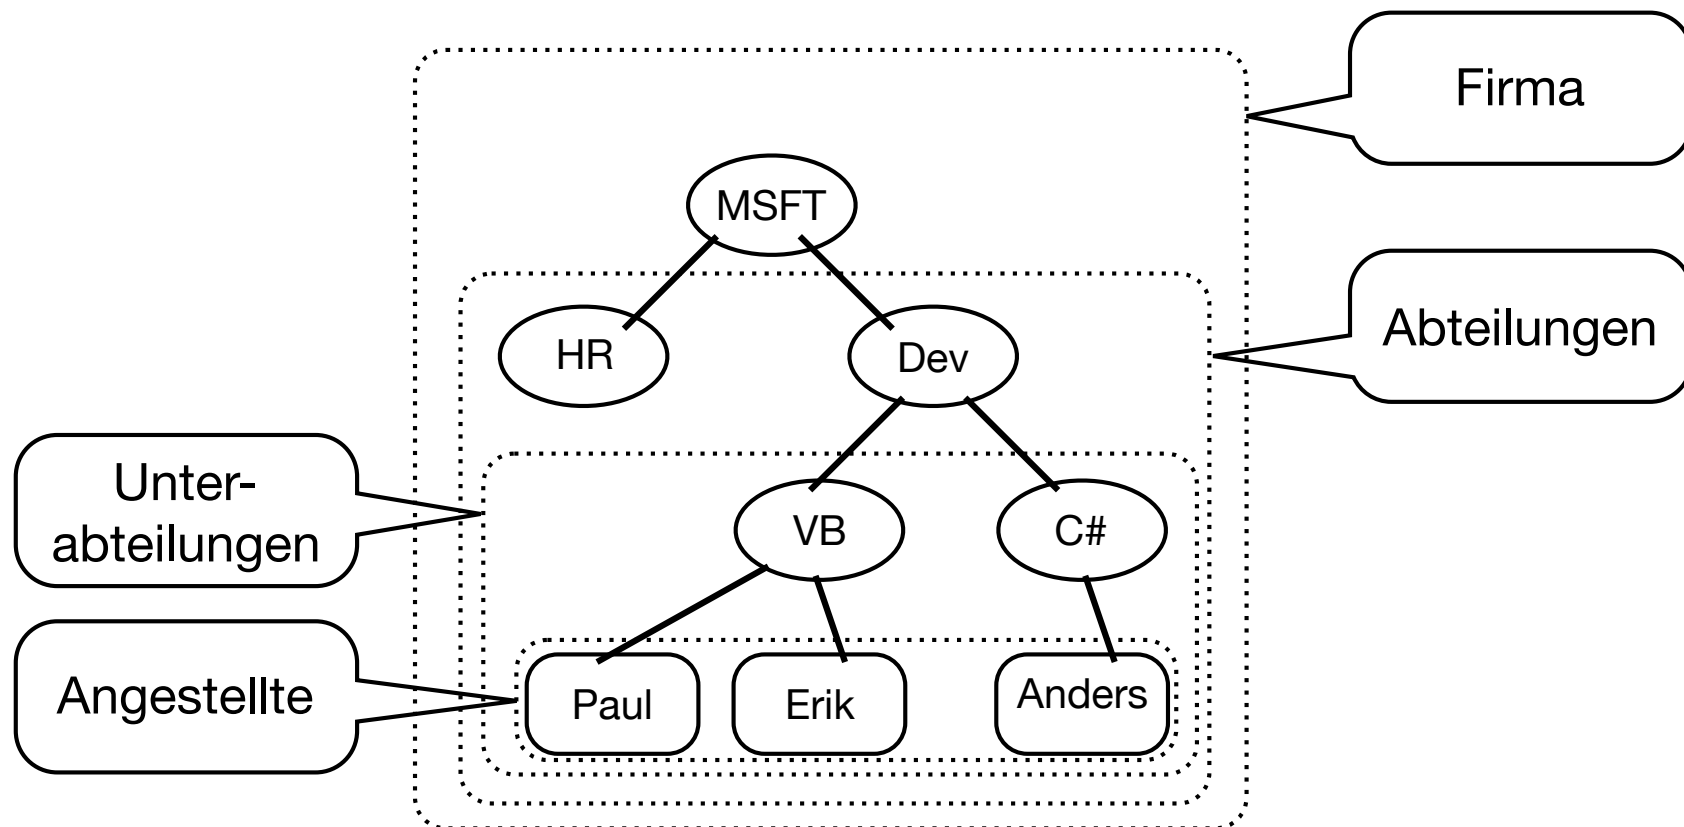 Firma
MSFT
Abteilungen
HR
Dev
Unter-
abteilungen
VB
C#
Angestellte
Paul
Erik
Anders